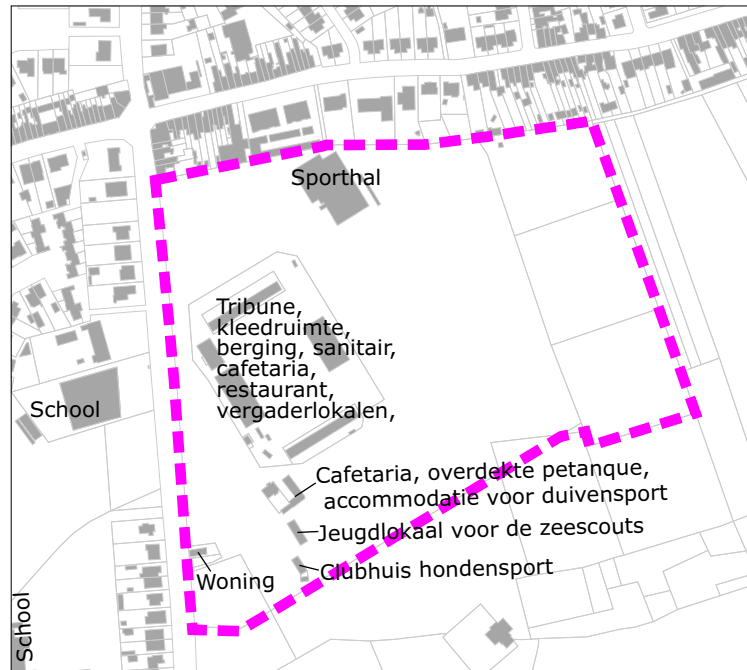 Sporthal
Tribune,
kleedruimte,
berging, sanitair,
cafetaria,
restaurant,
vergaderlokalen,
School
Cafetaria, overdekte petanque,
accommodatie voor duivensport
Jeugdlokaal voor de zeescouts
Clubhuis hondensport
Woning
School